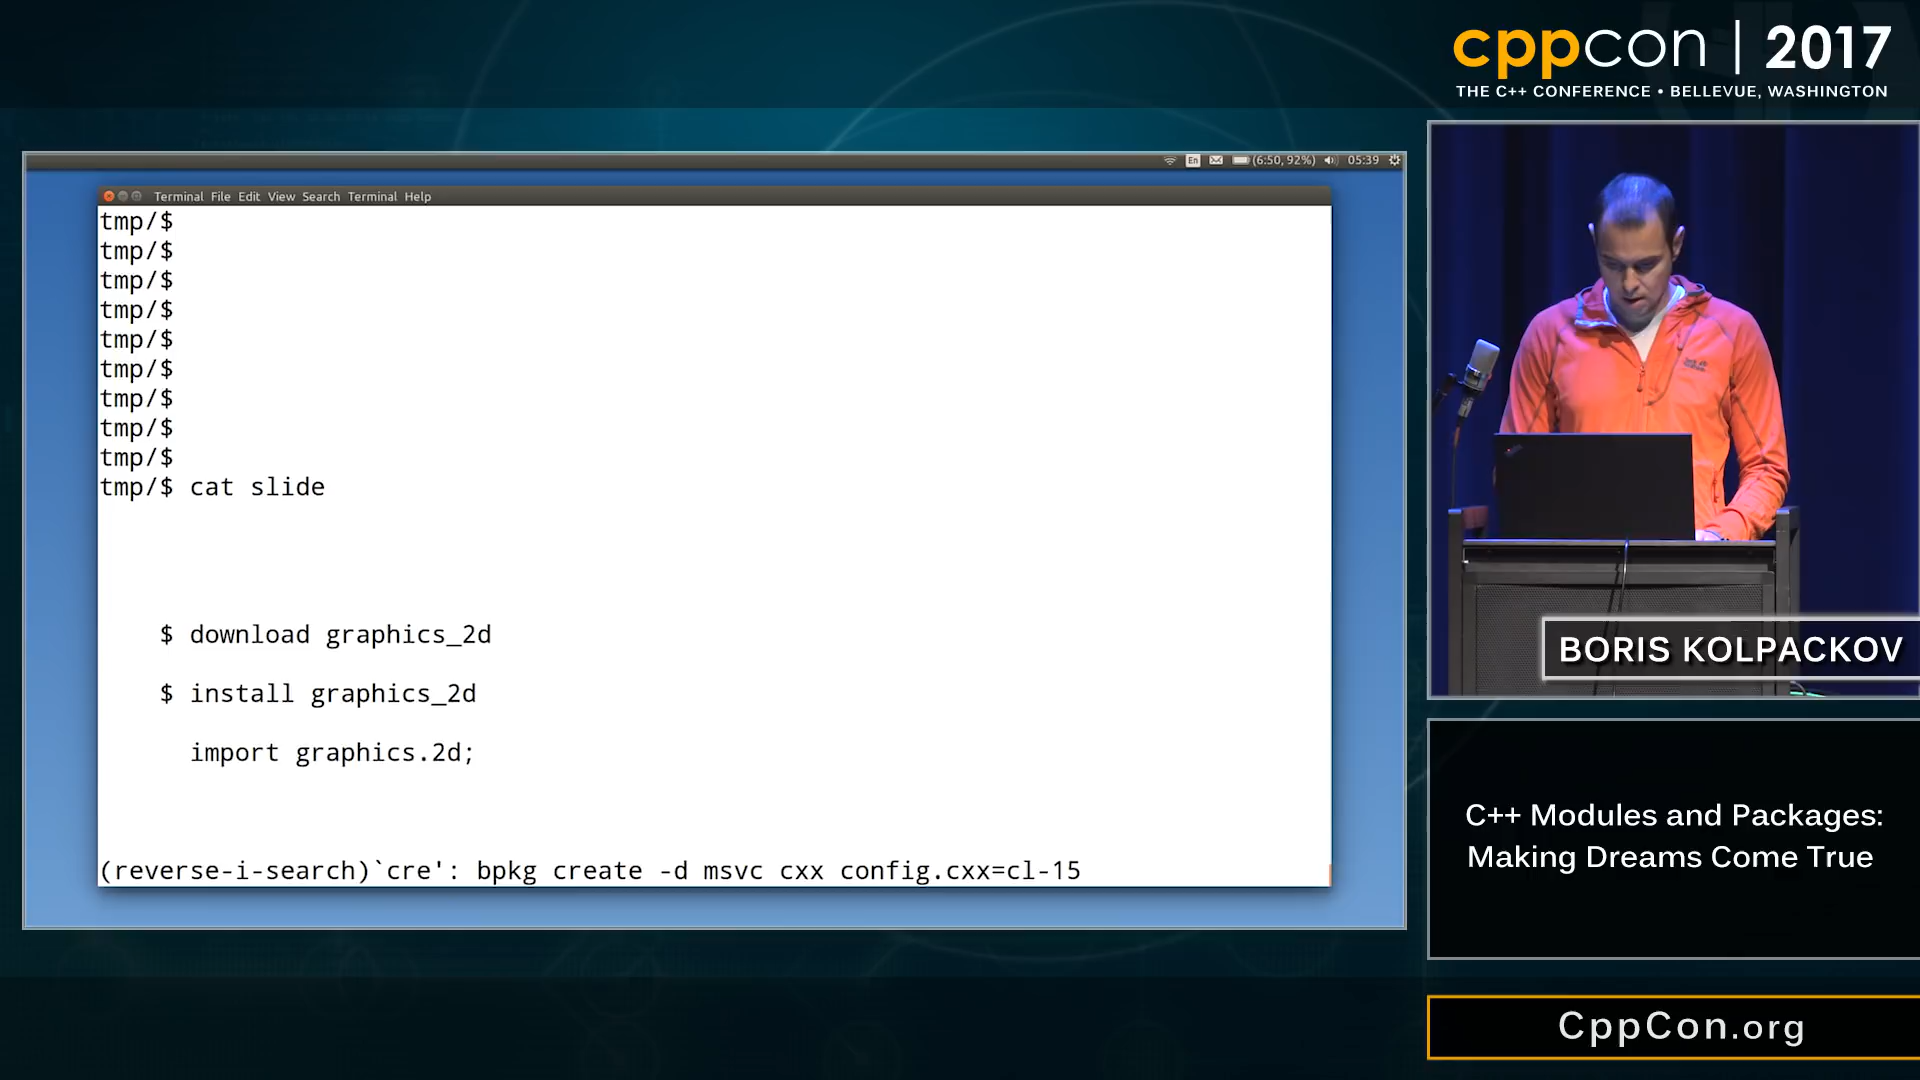 cppcon | 2017
THE C++ CONFERENCE • BELLEVUE, WASHINGTON
En (6:50, 92%) 05:39
Terminal File Edit View Search Terminal Help
tmp/$
tmp/$
tmp/$
tmp/$
tmp/$
tmp/$
tmp/$
tmp/$
tmp/$
tmp/$ cat slide
$ download graphics_2d
$ install graphics_2d
import graphics.2d;
(reverse-i-search)`cre': bpkg create -d msvc cxx config.cxx=cl-15
BORIS KOLPACKOV
C++ Modules and Packages:
Making Dreams Come True
CppCon.org